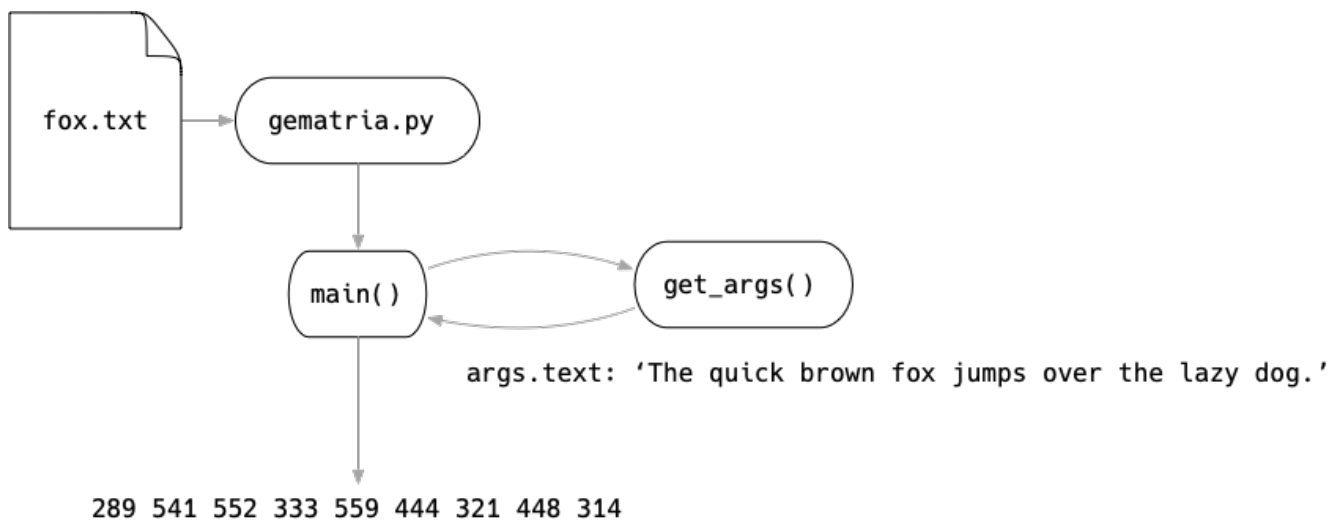 fox.txt
gematria.py
main()
get_args()
args.text: ‘The quick brown fox jumps over the lazy dog.’
289 541 552 333 559 444 321 448 314